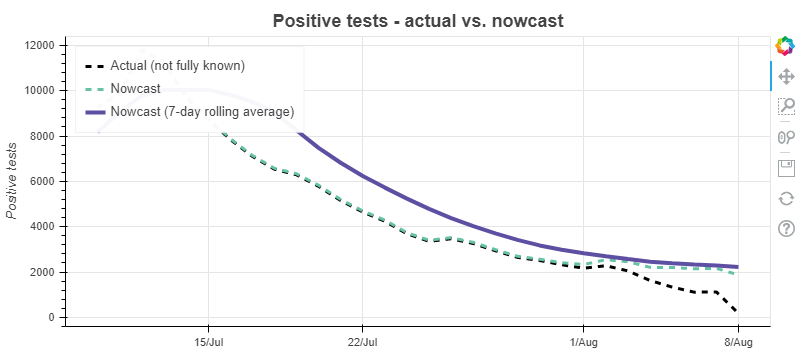 Positive tests - actual vs. nowcast
12000
10000
8000
6000
4000
2000
0
Positive tests
Actual (not fully known)
Nowcast
Nowcast (7-day rolling average)
15/Jul
22/Jul
1/Aug
8/Aug